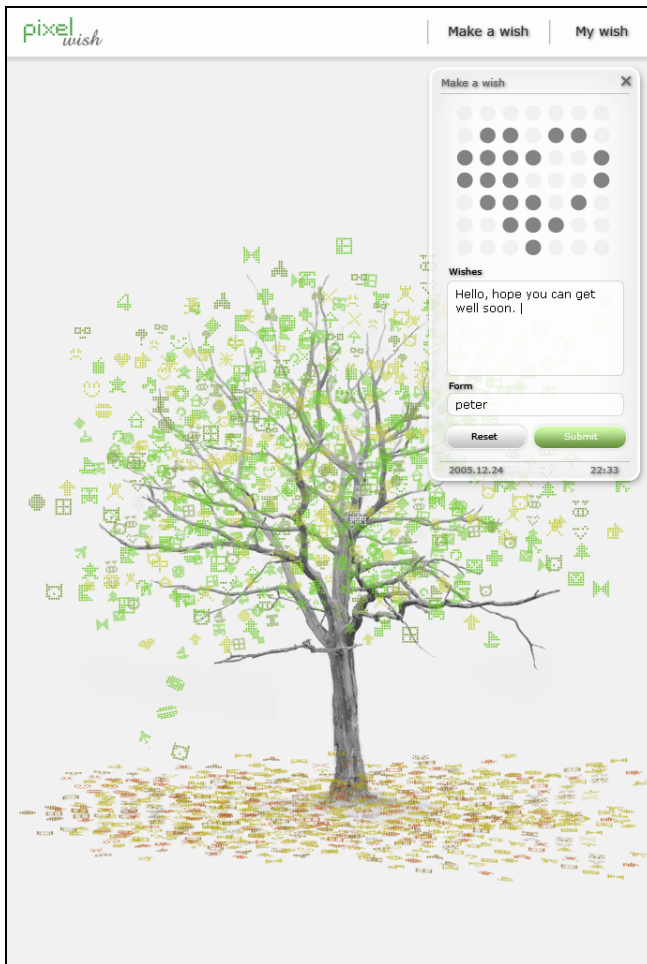 pixel
wish
Make a wish
My wish
Make a wish
Wishes
Hello, hope you can get
well soon.
Form
peter
Reset
Submit
2005.12.24
22:33